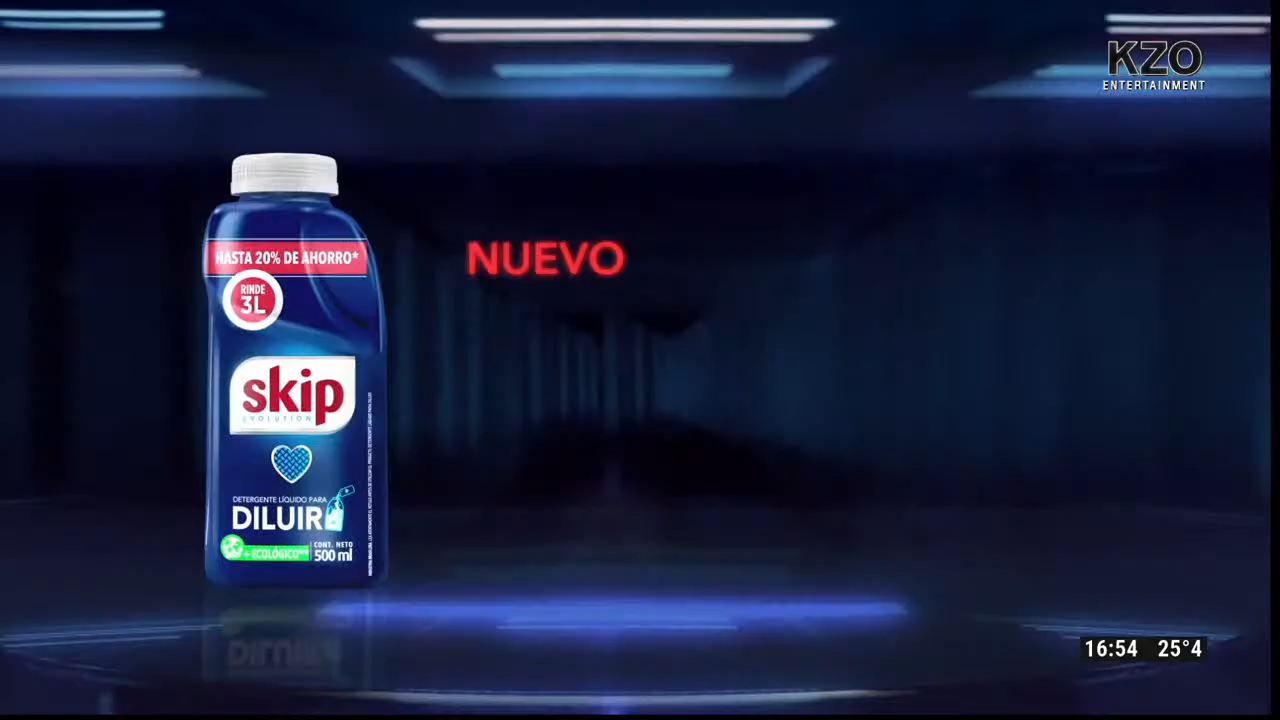 KZO
ENTERTAINMENT
HASTA 20% DE AHORRO*
RINDE
3L
NUEVO
skip
EVOLUTION
DETERGENTE LÍQUIDO PARA
DILUIR
+ ECOLÓGICO**
CONT. NETO
500 ml
16:54 25°4